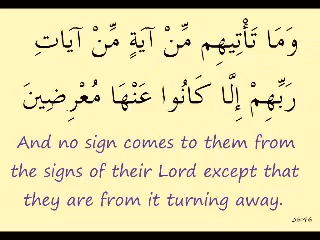 وَمَا تَأْتِيهِم مِّنْ آيَةٍ مِّنْ آيَاتِ
رَبِّهِمْ إِلَّا كَانُوا عَنْهَا مُعْرِضِينَ
And no sign comes to them from
the signs of their Lord except that
they are from it turning away.
36:46